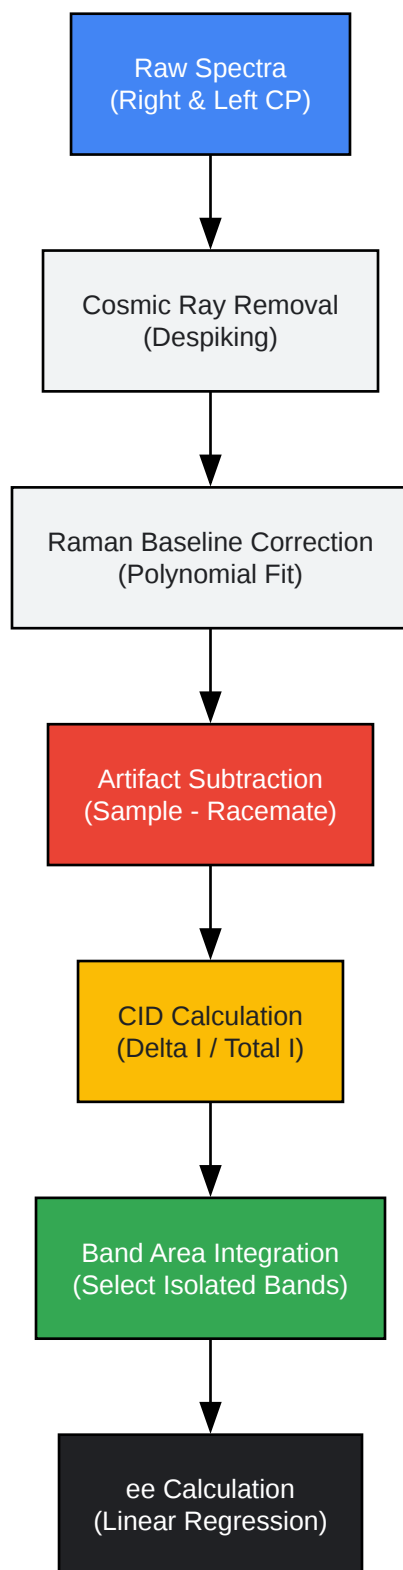 Raw Spectra
(Right & Left CP)
Cosmic Ray Removal
(Despiking)
Raman Baseline Correction
(Polynomial Fit)
Artifact Subtraction
(Sample - Racemate)
CID Calculation
(Delta I / Total I)
Band Area Integration
(Select Isolated Bands)
ee Calculation
(Linear Regression)